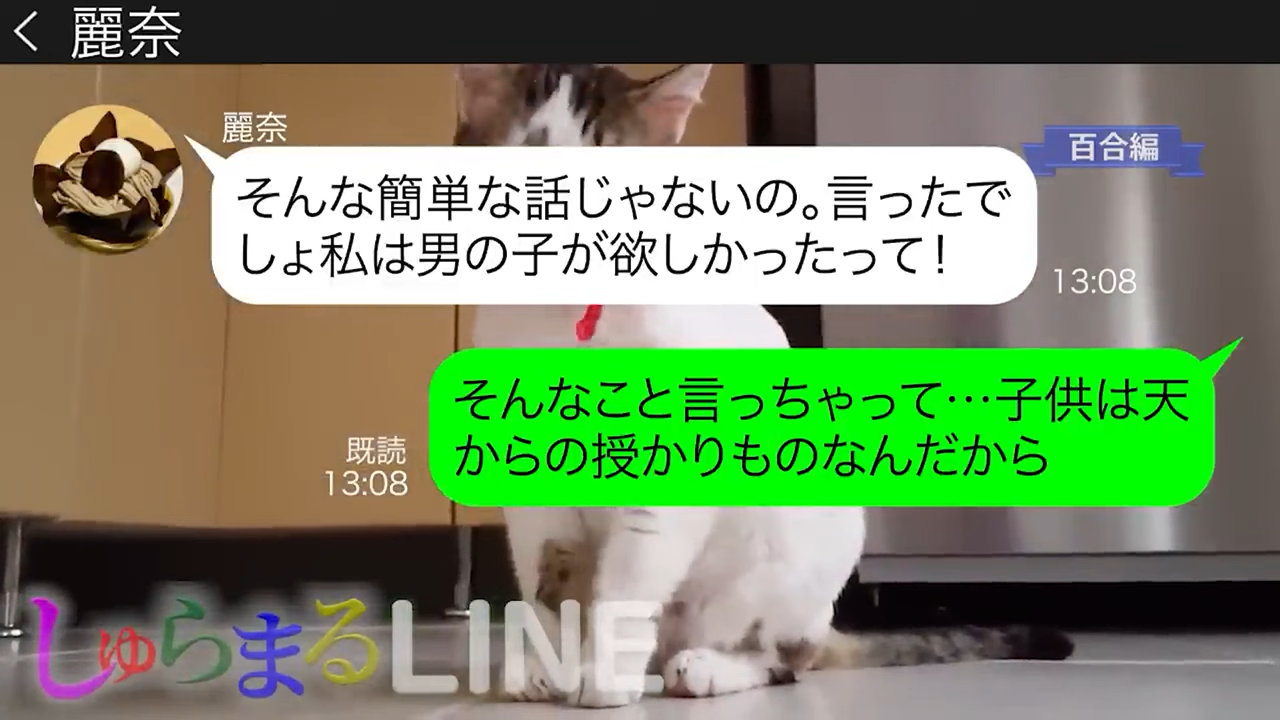 麗奈
麗奈
百合編
そんな簡単な話じゃないの。言ったで
しょ私は男の子が欲しかったって！
13:08
そんなこと言っちゃって…子供は天
からの授かりものなんだから
既読
13:08
しゅらまるLINE